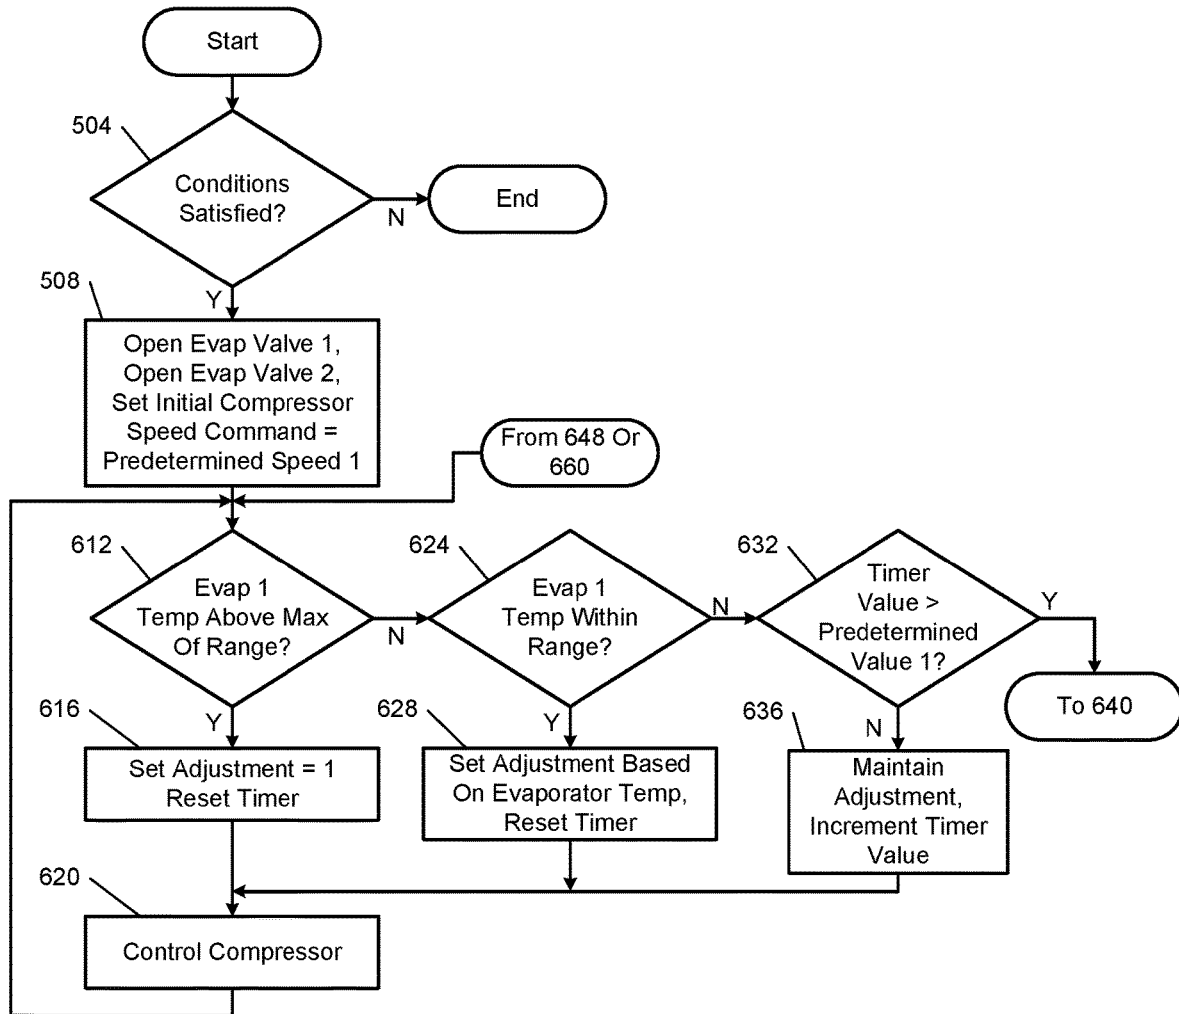 Start
504
Conditions
Satisfied?
N
End
Y
508
Open Evap Valve 1,
Open Evap Valve 2,
Set Initial Compressor
Speed Command =
Predetermined Speed 1
From 648 Or
660
612
Evap 1
Temp Above Max
Of Range?
N
Y
624
Evap 1
Temp Within
Range?
N
Y
632
Timer
Value >
Predetermined
Value 1?
Y
N
To 640
616
Set Adjustment = 1
Reset Timer
628
Set Adjustment Based
On Evaporator Temp,
Reset Timer
636
Maintain
Adjustment,
Increment Timer
Value
620
Control Compressor